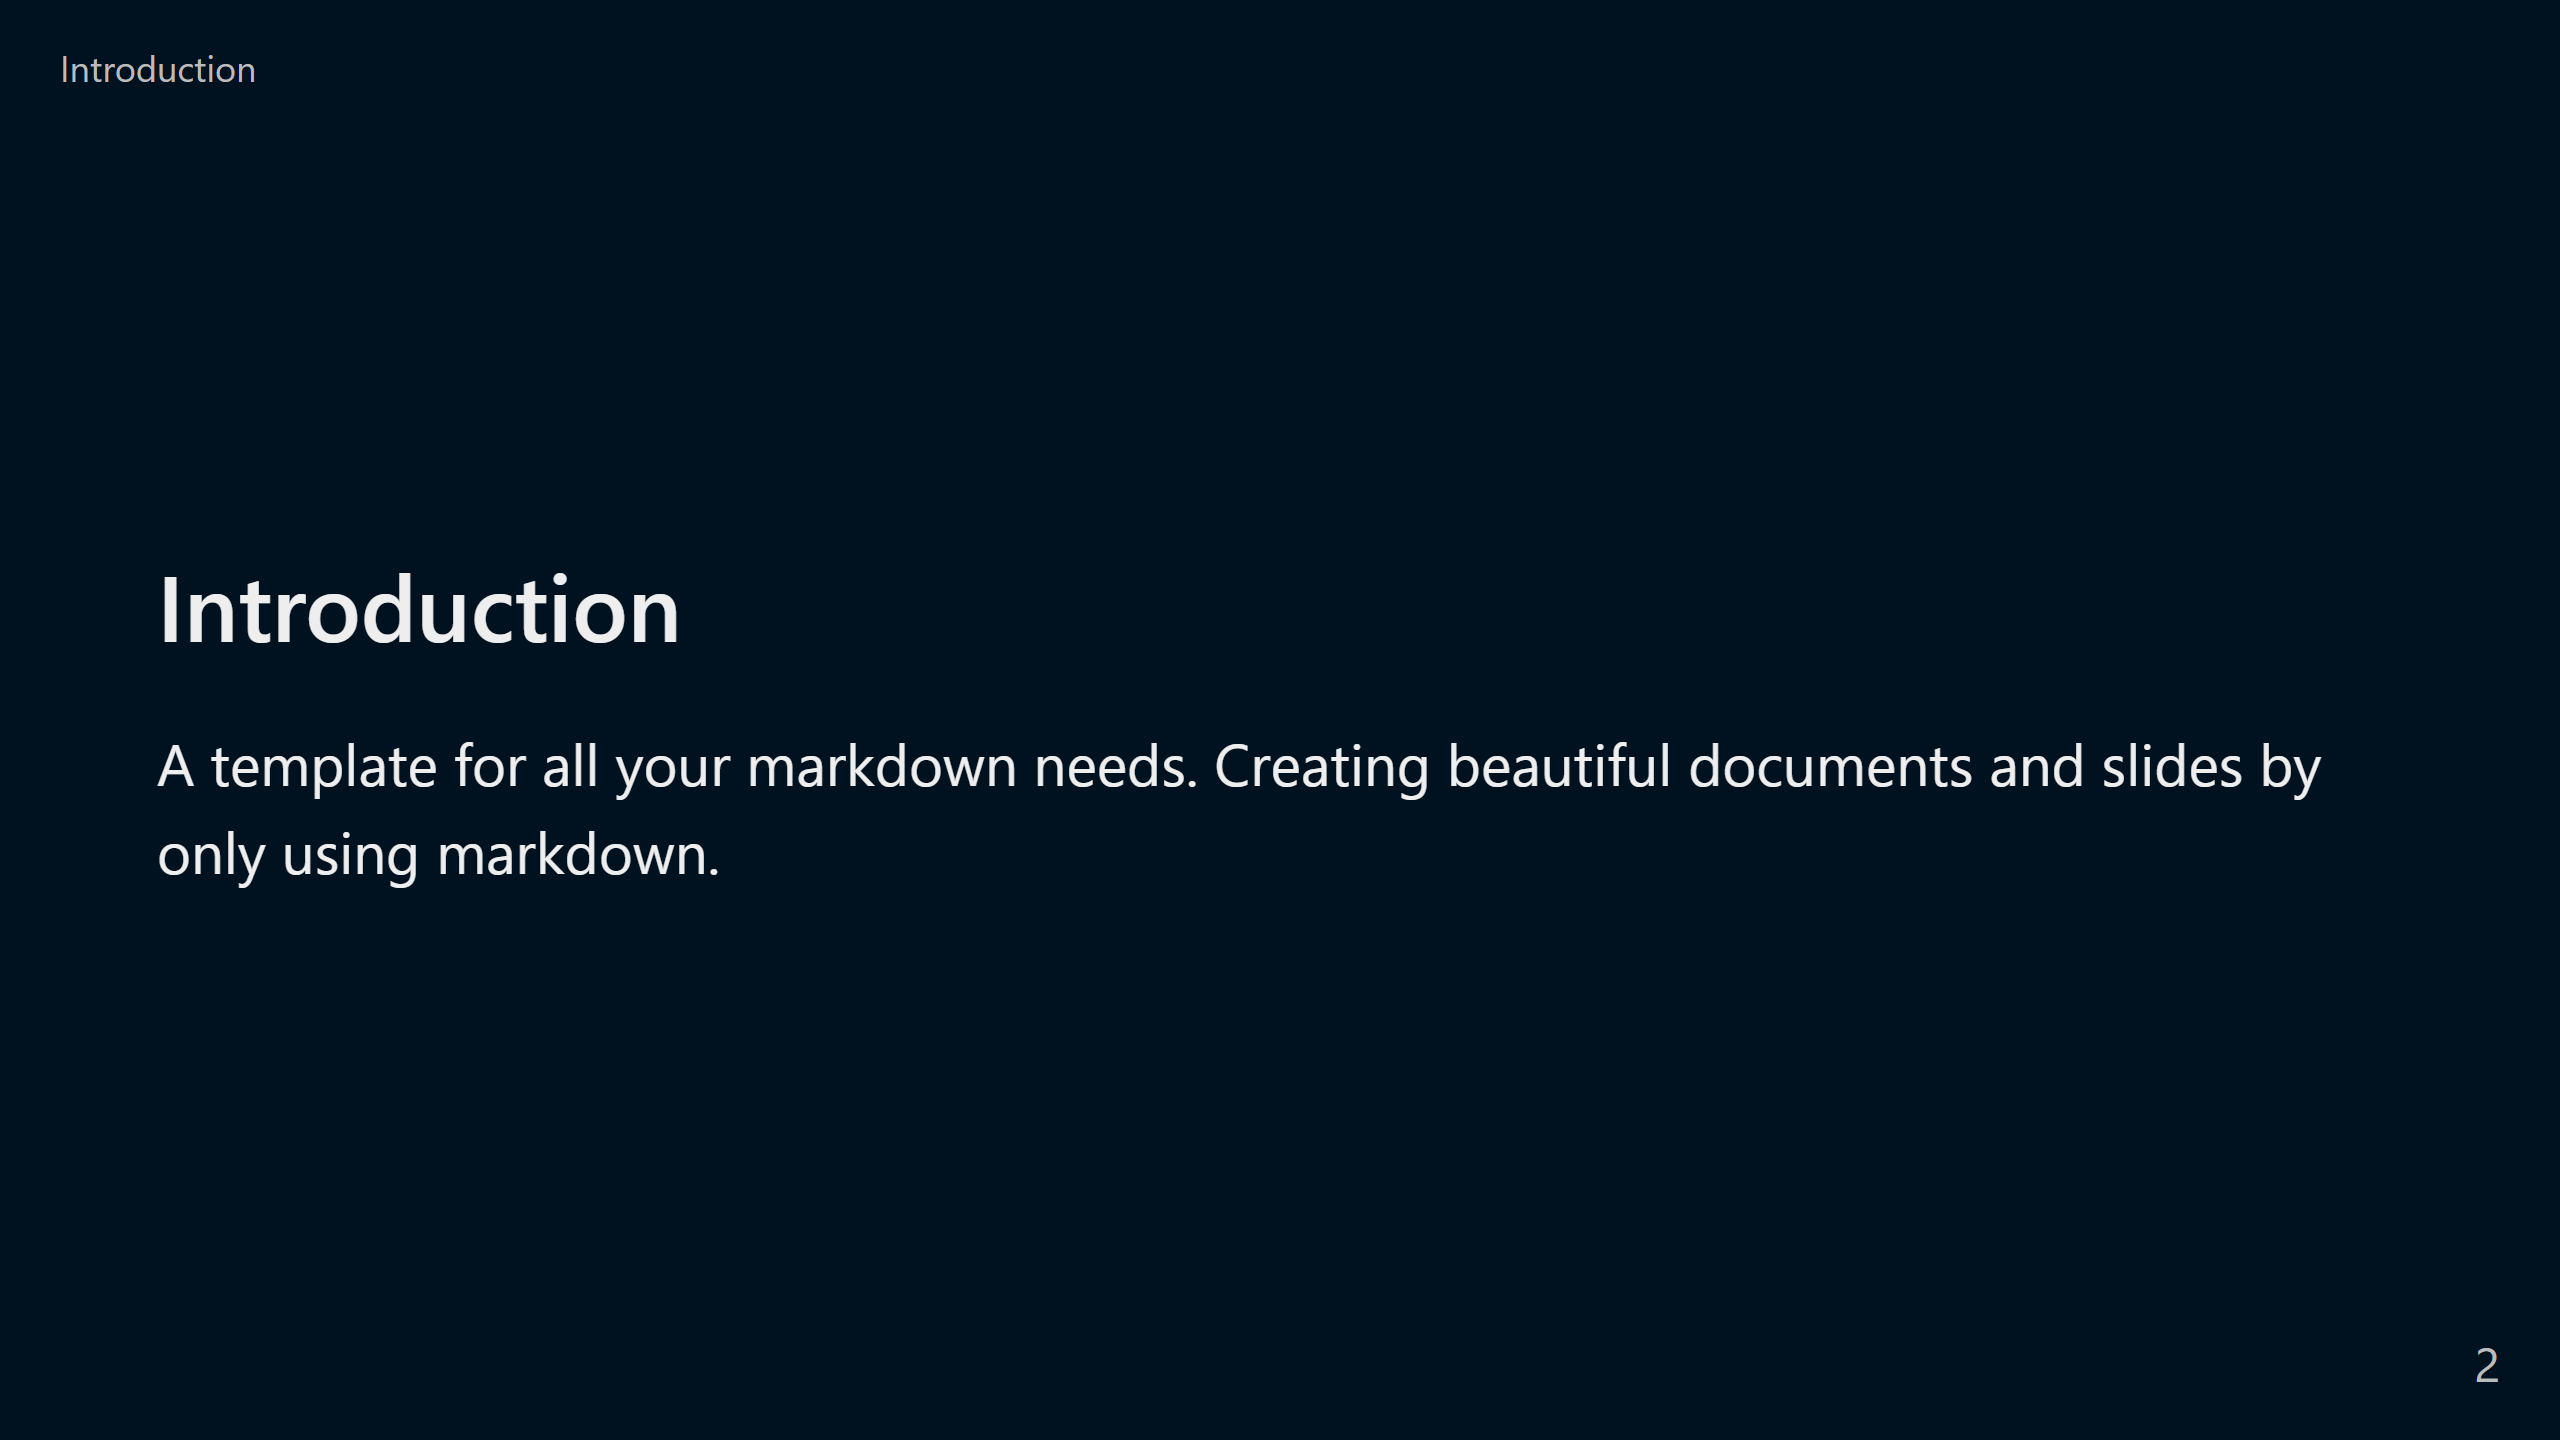 Introduction
Introduction
A template for all your markdown needs. Creating beautiful documents and slides by
only using markdown.
2